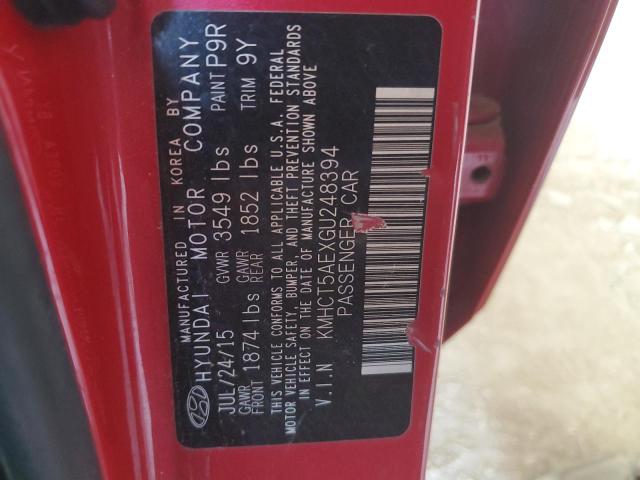 MANUFACTURED IN KOREA BY
HYUNDAI MOTOR COMPANY
JUL/24/15 GVWR 3549 lbs PAINT P9R
GAWR FRONT 1874 lbs GAWR REAR 1852 lbs TRIM 9Y
THIS VEHICLE CONFORMS TO ALL APPLICABLE U.S.A. FEDERAL
MOTOR VEHICLE SAFETY, BUMPER, AND THEFT PREVENTION STANDARDS
IN EFFECT ON THE DATE OF MANUFACTURE SHOWN ABOVE
V.I.N KMHCT5AEXGU248394
PASSENGER CAR